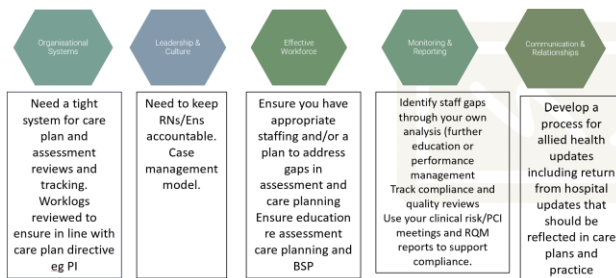 Organisational
Systems
Need a tight
system for care
plan and
assessment
reviews and
tracking.
Worklogs
reviewed to
ensure in line with
care plan directive
eg PI
Leadership &
Culture
Need to keep
RNs/Ens
accountable.
Case
management
model.
Effective
Workforce
Ensure you have
appropriate
staffing and/or a
plan to address
gaps in
assessment and
care planning
Ensure education
re assessment
care planning and
BSP
Monitoring &
Reporting
Identify staff gaps
through your own
analysis (further
education or
performance
management
Track compliance and
quality reviews
Use your clinical risk/PCI
meetings and RQM
reports to support
compliance.
Communication &
Relationships
Develop a
process for
allied health
updates
including return
from hospital
updates that
should be
reflected in care
plans and
practice